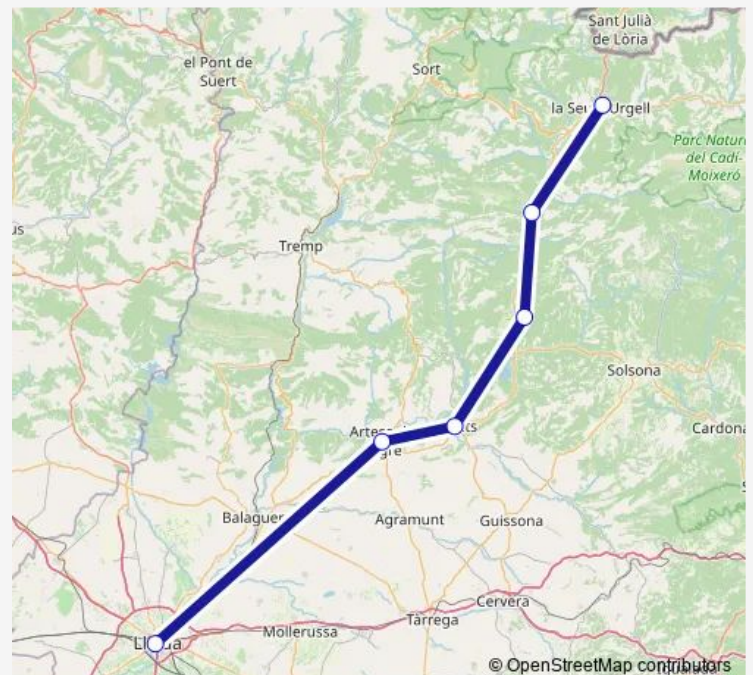 Sant Julià
de Lòria
el Pont de
Suert
Sort
la Seu Urgell
Parc Natur
del Cadí-
Moixeró
us
Tremp
Solsona
Cardona
Balaguer
Agramunt
Guissona
Cervera
Tàrrega
Mollerussa
© OpenStreetMap contributors